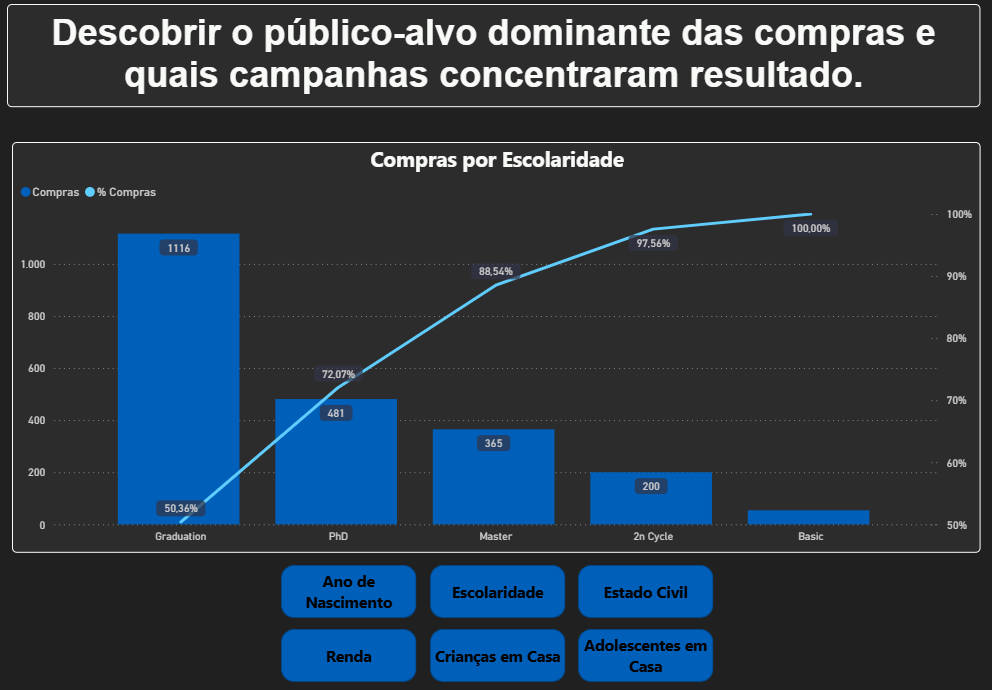 Descobrir o público-alvo dominante das compras e
quais campanhas concentraram resultado.
Compras por Escolaridade
Compras % Compras
100%
1116
100,00%
97,56%
1.000
88,54%
90%
800
80%
600
72,07%
400
481
70%
365
200
200
60%
50,36%
0
50%
Graduation PhD Master 2n Cycle Basic
Ano de
Nascimento
Escolaridade
Estado Civil
Renda
Crianças em Casa
Adolescentes em
Casa